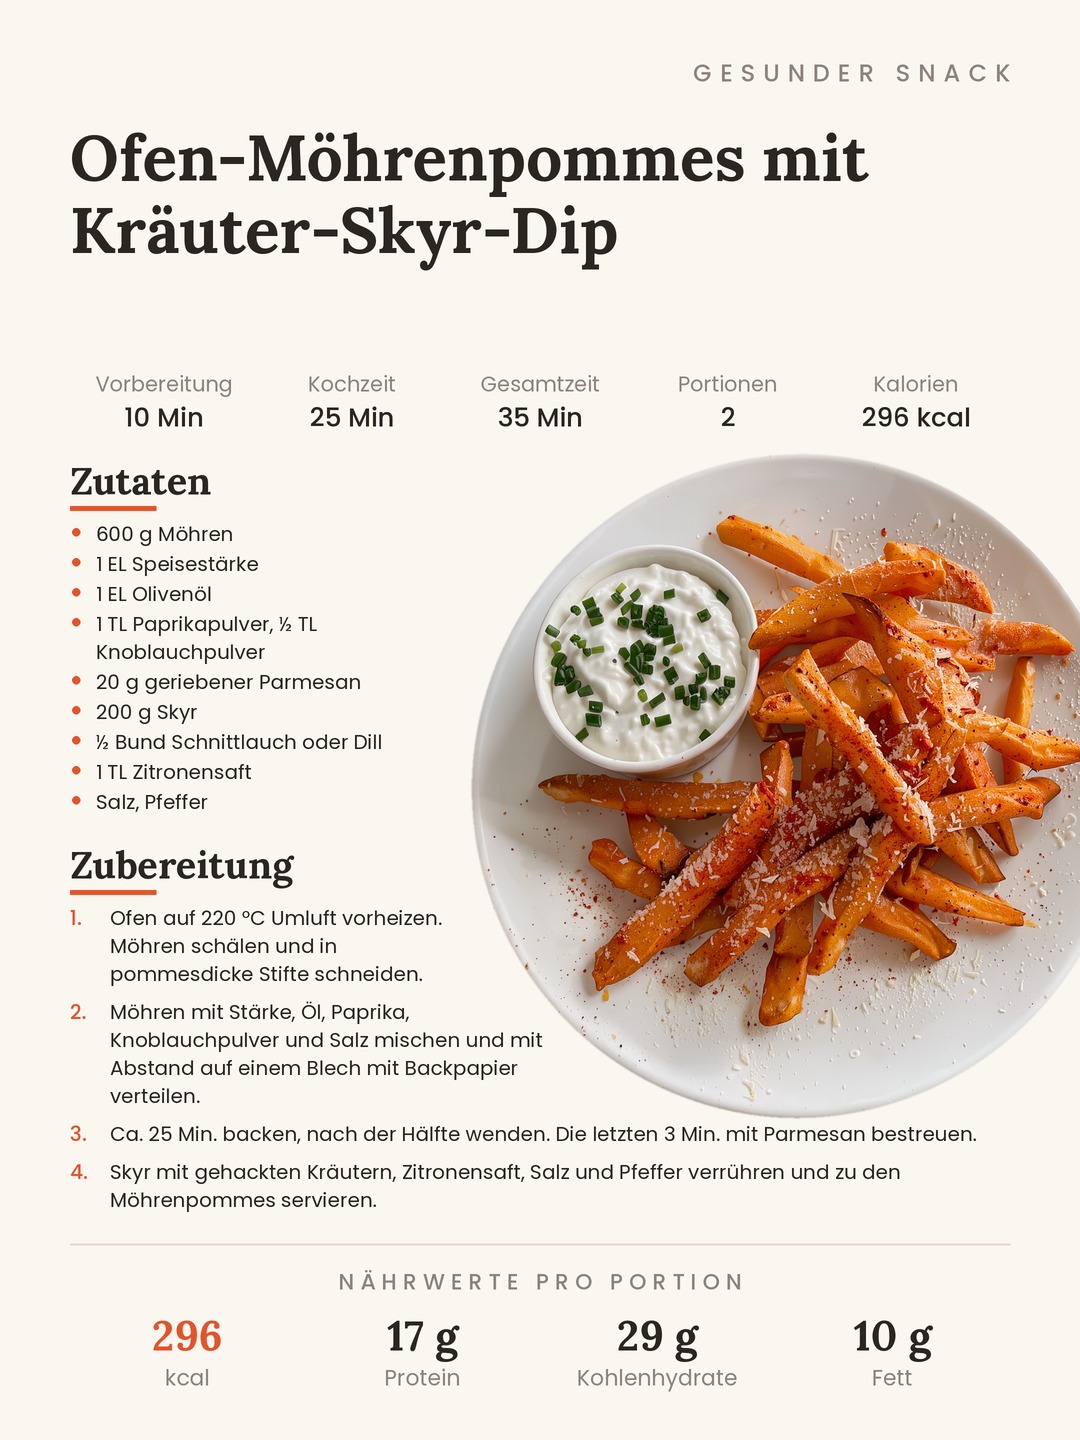 GESUNDER SNACK
Ofen-Möhrenpommes mit
Kräuter-Skyr-Dip
Vorbereitung Kochzeit Gesamtzeit Portionen Kalorien
10 Min 25 Min 35 Min 2 296 kcal
Zutaten
• 600 g Möhren
• 1 EL Speisestärke
• 1 EL Olivenöl
• 1 TL Paprikapulver, ½ TL
Knoblauchpulver
• 20 g geriebener Parmesan
• 200 g Skyr
• ½ Bund Schnittlauch oder Dill
• 1 TL Zitronensaft
• Salz, Pfeffer
Zubereitung
1. Ofen auf 220 °C Umluft vorheizen.
Möhren schälen und in
pommesdicke Stifte schneiden.
2. Möhren mit Stärke, Öl, Paprika,
Knoblauchpulver und Salz mischen und mit
Abstand auf einem Blech mit Backpapier
verteilen.
3. Ca. 25 Min. backen, nach der Hälfte wenden. Die letzten 3 Min. mit Parmesan bestreuen.
4. Skyr mit gehackten Kräutern, Zitronensaft, Salz und Pfeffer verrühren und zu den
Möhrenpommes servieren.
NÄHRWERTE PRO PORTION
296 17 g 29 g 10 g
kcal Protein Kohlenhydrate Fett